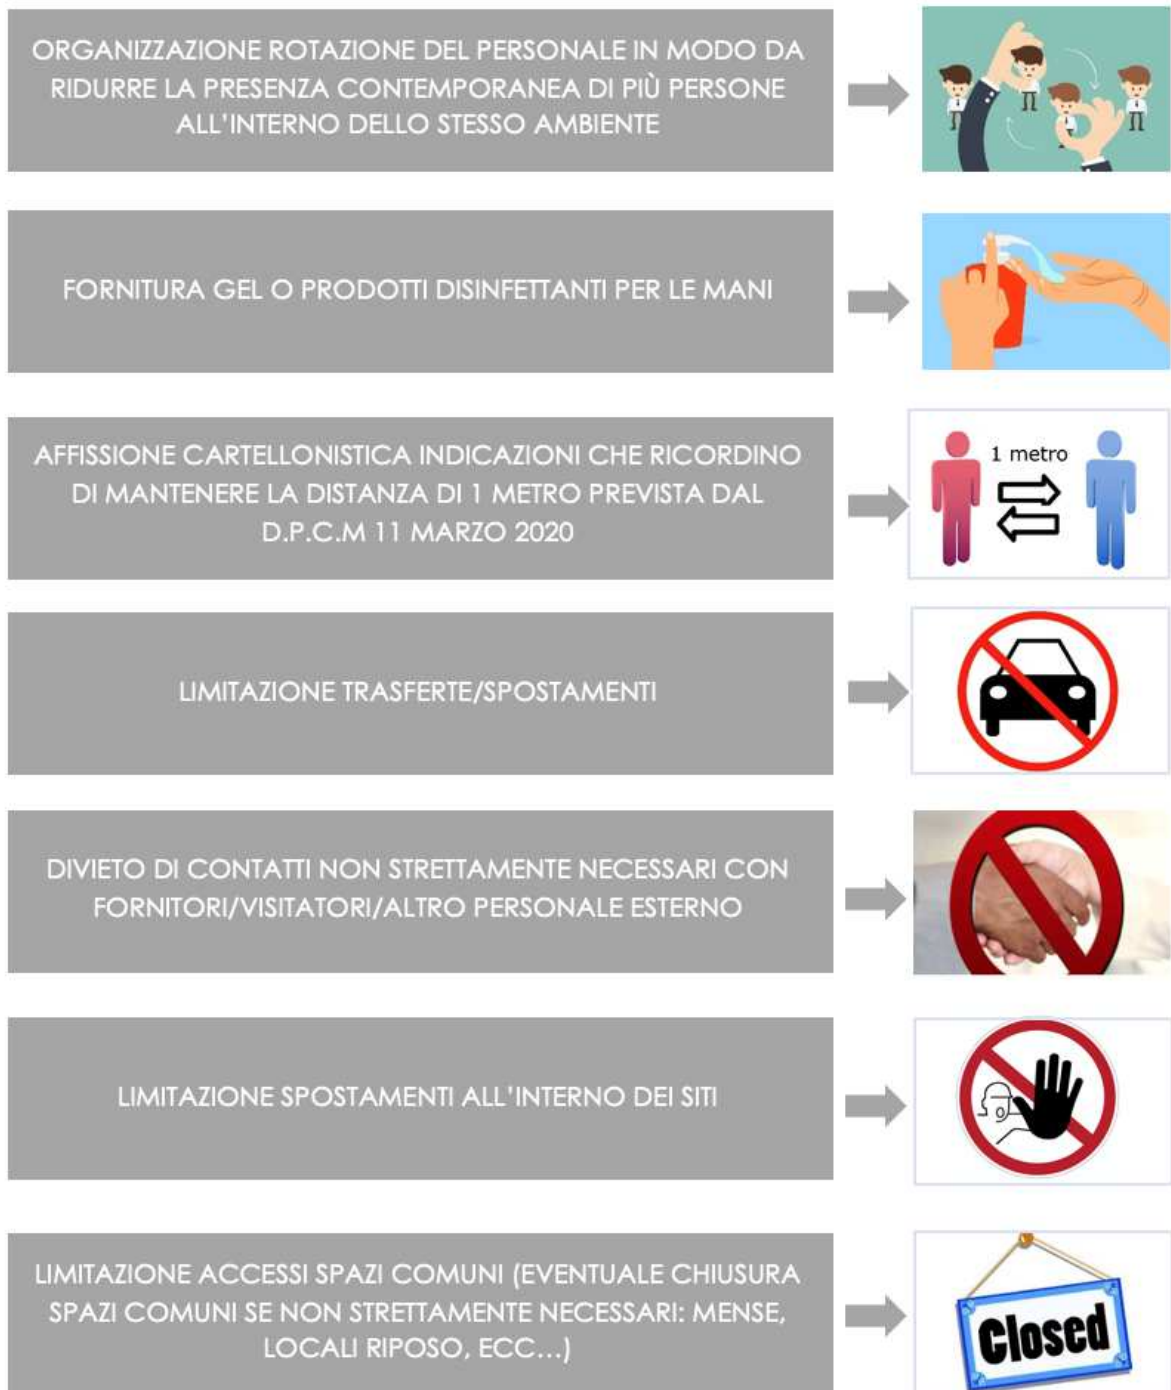 ORGANIZZAZIONE ROTAZIONE DEL PERSONALE IN MODO DA
RIDURRE LA PRESENZA CONTEMPORANEA DI PIÙ PERSONE
ALL'INTERNO DELLO STESSO AMBIENTE
FORNITURA GEL O PRODOTTI DISINFETTANTI PER LE MANI
AFFISSIONE CARTELLONISTICA INDICAZIONI CHE RICORDINO
DI MANTENERE LA DISTANZA DI 1 METRO PREVISTA DAL
D.P.C.M 11 MARZO 2020
1 metro
LIMITAZIONE TRASFERTE/SPOSTAMENTI
DIVIETO DI CONTATTI NON STRETTAMENTE NECESSARI CON
FORNITORI/VISITATORI/ALTRO PERSONALE ESTERNO
LIMITAZIONE SPOSTAMENTI ALL'INTERNO DEI SITI
LIMITAZIONE ACCESSI SPAZI COMUNI (EVENTUALE CHIUSURA
SPAZI COMUNI SE NON STRETTAMENTE NECESSARI: MENSE,
LOCALI RIPOSO, ECC...)
Closed